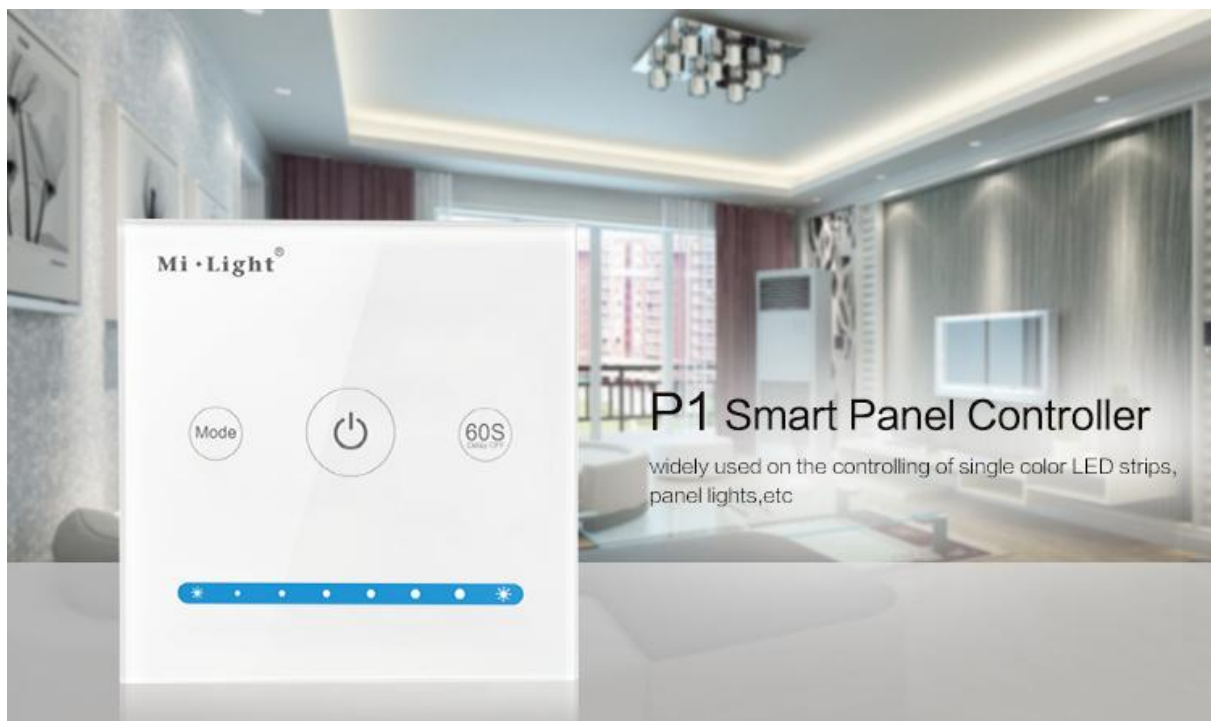 Mi·Light®
Mode
60S
Delay OFF
P1 Smart Panel Controller
widely used on the controlling of single color LED strips,
panel lights,etc